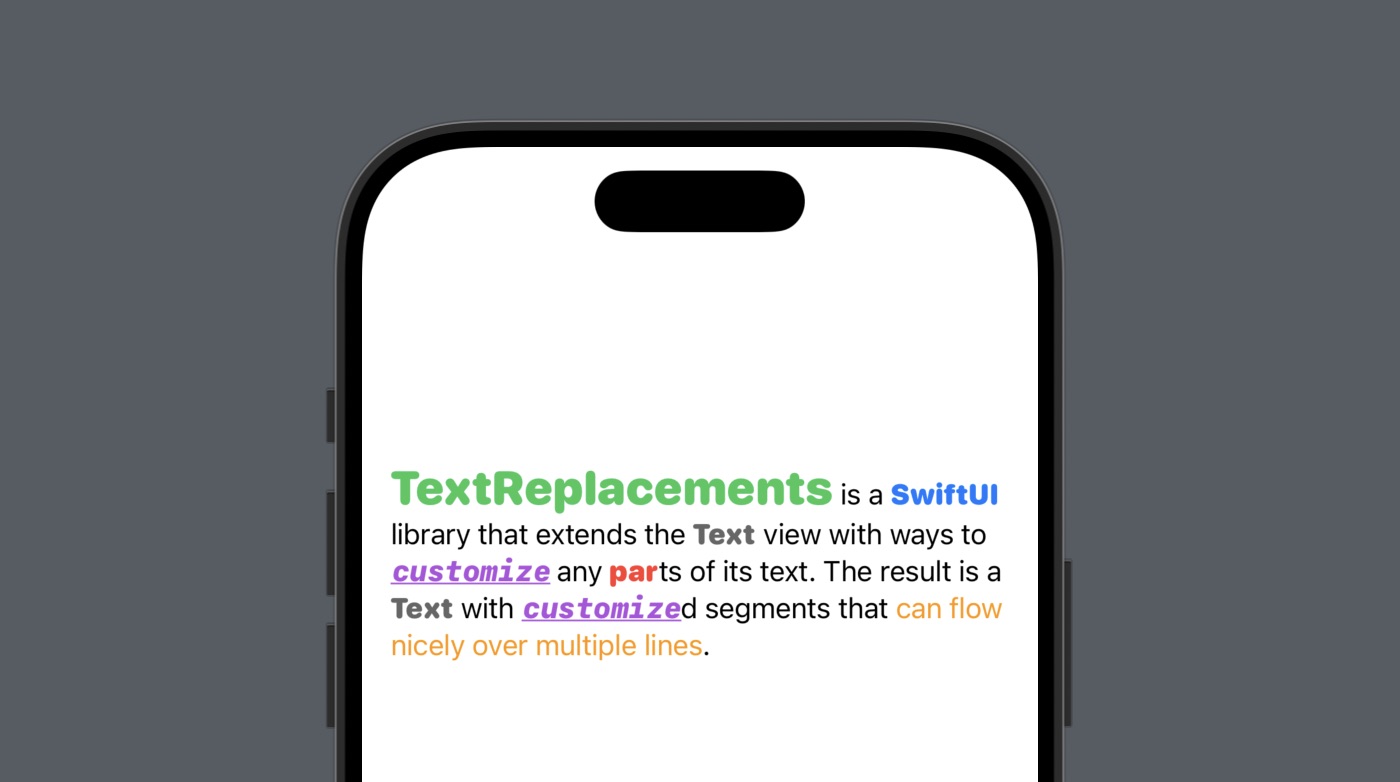 TextReplacements is a SwiftUI
library that extends the Text view with ways to
customize any parts of its text. The result is a
Text with customized segments that can flow
nicely over multiple lines.